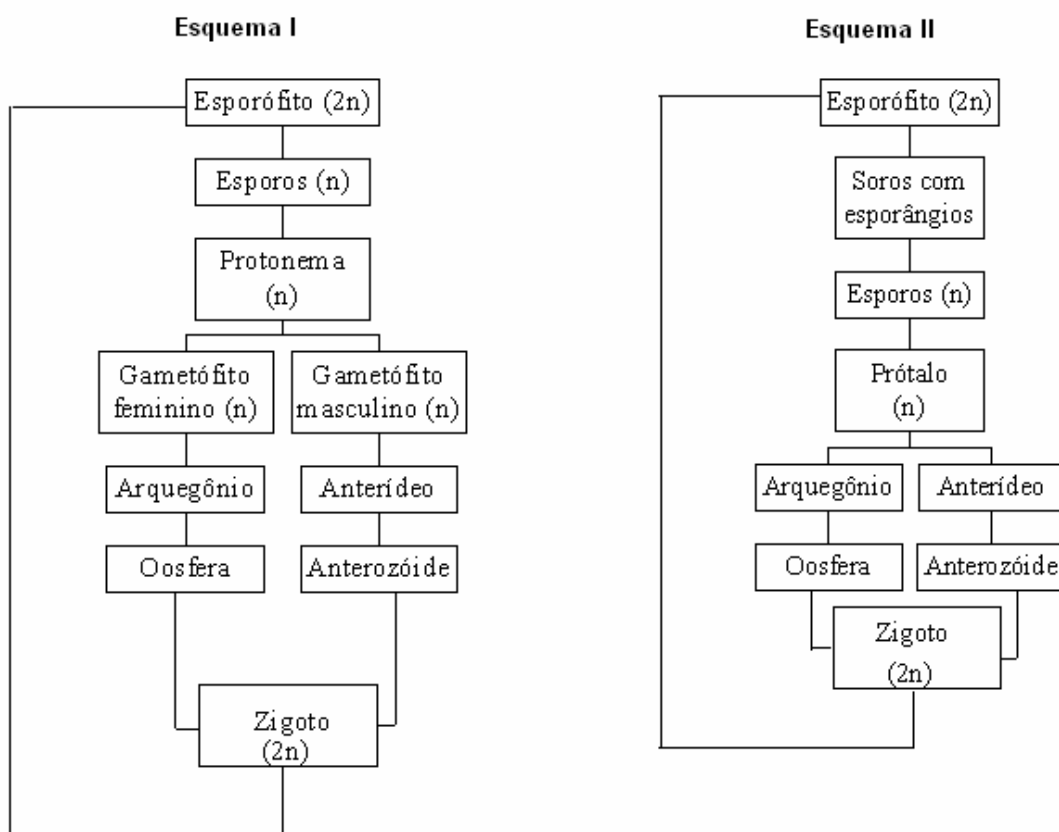 Esquema I
Esporófito (2n)
Esporos (n)
Protonema
(n)
Gametófito
feminino (n)
Gametófito
masculino (n)
Arquegônio
Anterídeo
Oosfera
Anterozóide
Zigoto
(2n)
Esquema II
Esporófito (2n)
Soros com
esporângios
Esporos (n)
Prótalo
(n)
Arquegônio
Anterídeo
Oosfera
Anterozóide
Zigoto
(2n)